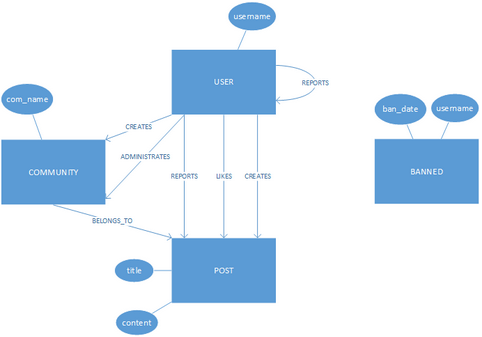 username
USER
REPORTS
com_name
ban_date
username
CREATES
COMMUNITY
ADMINISTRATES
BANNED
REPORTS
LIKES
CREATES
BELONGS_TO
POST
title
content